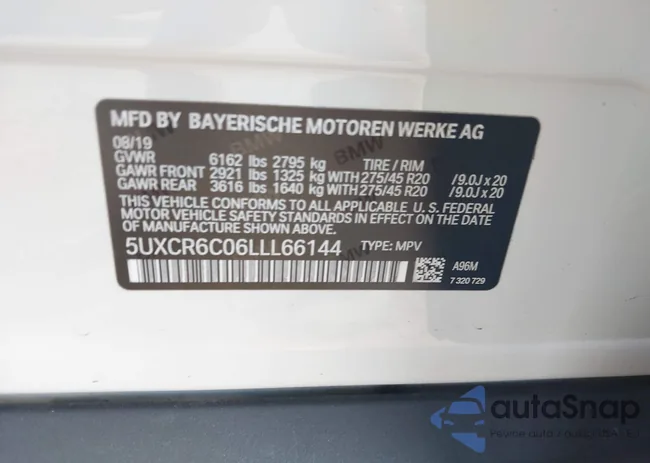 MFD BY BAYERISCHE MOTOREN WERKE AG
08/19
GVWR 6162 lbs 2795 kg TIRE / RIM
GAWR FRONT 2921 lbs 1325 kg WITH 275/45 R20 /9.0J x 20
GAWR REAR 3616 lbs 1640 kg WITH 275/45 R20 /9.0J x 20
THIS VEHICLE CONFORMS TO ALL APPLICABLE U. S. FEDERAL
MOTOR VEHICLE SAFETY STANDARDS IN EFFECT ON THE DATE
OF MANUFACTURE SHOWN ABOVE.
5UXCR6C06LLL66144 TYPE: MPV
A96M
7 320 729
autoSnap